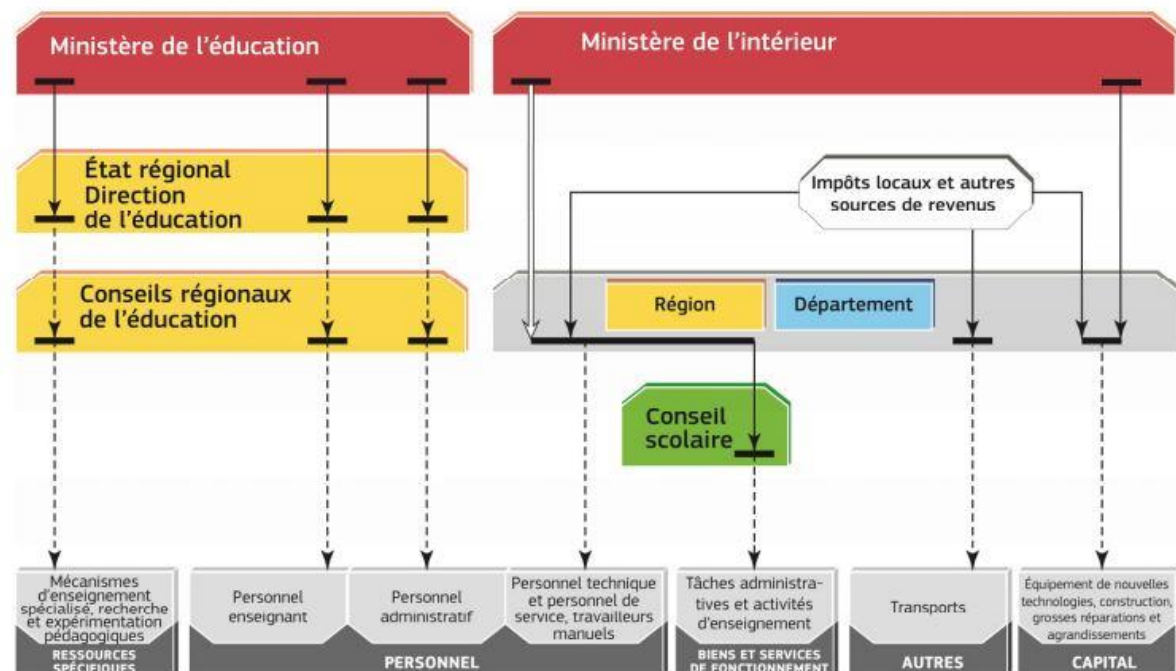 Ministère de l'éducation
Ministère de l'intérieur
État régional
Direction
de l'éducation
Impôts locaux et autres
sources de revenus
Conseils régionaux
de l'éducation
Région
Département
Conseil
scolaire
Mécanismes
d'enseignement
spécialisé, recherche
et expérimentation
pédagogiques
Personnel
enseignant
Personnel
administratif
Personnel technique
et personnel de
service, travailleurs
manuels
Tâches administra-
tives et activités
d'enseignement
Transports
Équipement de nouvelles
technologies, construction,
grosses réparations et
agrandissements
RESSOURCES
SPÉCIFIQUES
PERSONNEL
BIENS ET SERVICES
DE FONCTIONNEMENT
AUTRES
CAPITAL